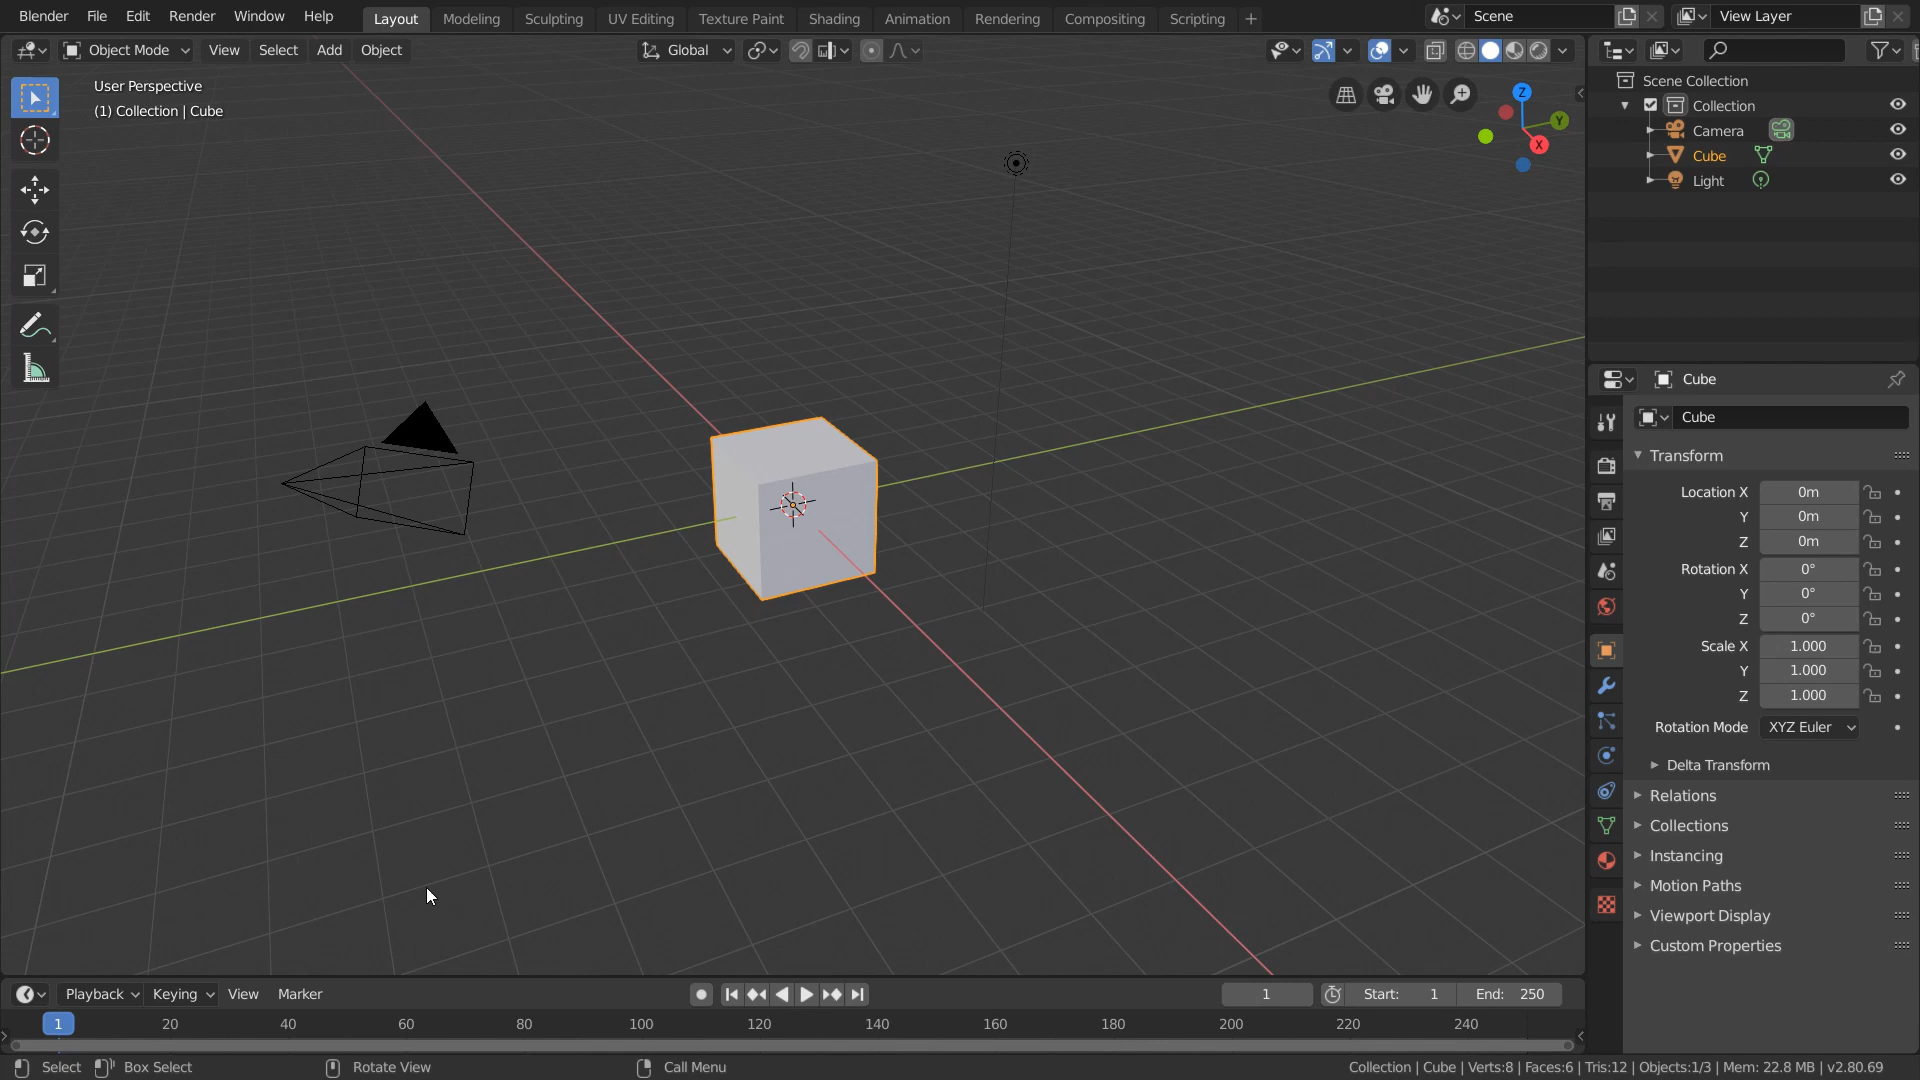 Blender File Edit Render Window Help Layout Modeling Sculpting UV Editing Texture Paint Shading Animation Rendering Compositing Scripting + Scene View Layer
Object Mode View Select Add Object Global
User Perspective
(1) Collection | Cube
Z
Y
X
Scene Collection
Collection
Camera
Cube
Light
Cube
Cube
Transform
Location X 0m
Y 0m
Z 0m
Rotation X 0°
Y 0°
Z 0°
Scale X 1.000
Y 1.000
Z 1.000
Rotation Mode XYZ Euler
Delta Transform
Relations
Collections
Instancing
Motion Paths
Viewport Display
Custom Properties
Playback Keying View Marker 1 Start: 1 End: 250
1 20 40 60 80 100 120 140 160 180 200 220 240
Select Box Select Rotate View Call Menu Collection | Cube | Verts:8 | Faces:6 | Tris:12 | Objects:1/3 | Mem: 22.8 MB | v2.80.69